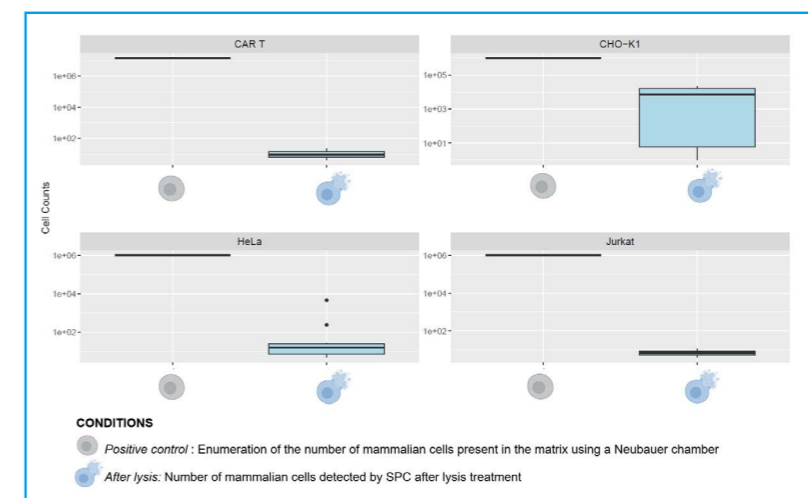 CAR T
CHO−K1
1e+06
1e+04
1e+02
1e+05
1e+03
1e+01
Cell Counts
HeLa
Jurkat
1e+06
1e+04
1e+02
1e+06
1e+04
1e+02
CONDITIONS
Positive control : Enumeration of the number of mammalian cells present in the matrix using a Neubauer chamber
After lysis: Number of mammalian cells detected by SPC after lysis treatment